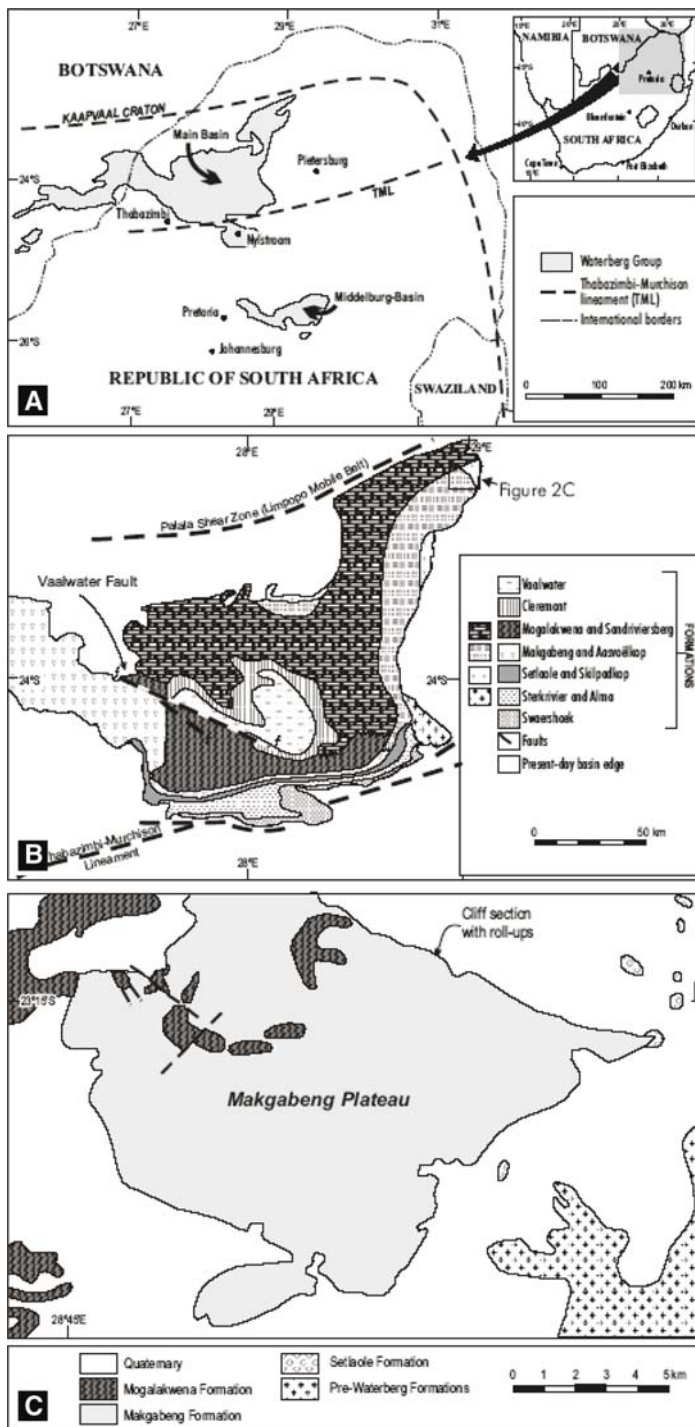 27°E
29°E
31°E
BOTSWANA
KAAPVAAL CRATON
Main Basin
Pietersburg
24°S
TML
Thabazimbi
Nylstroom
Middelburg-Basin
Pretoria
26°S
Johannesburg
REPUBLIC OF SOUTH AFRICA
SWAZILAND
A
27°E
29°E
NAMIBIA
BOTSWANA
Pretoria
Bloemfontein
Durban
SOUTH AFRICA
Cape Town
Port Elizabeth
Waterberg Group
Thabazimbi-Murchison
lineament (TML)
International borders
0 100 200 km
28°E
29°E
Palala Shear Zone (Limpopo Mobile Belt)
Figure 2C
Vaalwater Fault
24°S
24°S
f
Thabazimbi-Murchison
Lineament
28°E
B
Vaalwater
Cleremont
Mogalakwena and Sandriviersberg
Makgabeng and Aasvoëlkop
Setlaole and Skilpadkop
Sterkrivier and Alma
Swaershoek
Faults
Present-day basin edge
FORMATIONS
0 50 km
Cliff section
with roll-ups
23°15'S
Makgabeng Plateau
28°45'E
C
Quaternary
Mogalakwena Formation
Makgabeng Formation
Setlaole Formation
Pre-Waterberg Formations
0 1 2 3 4 5km